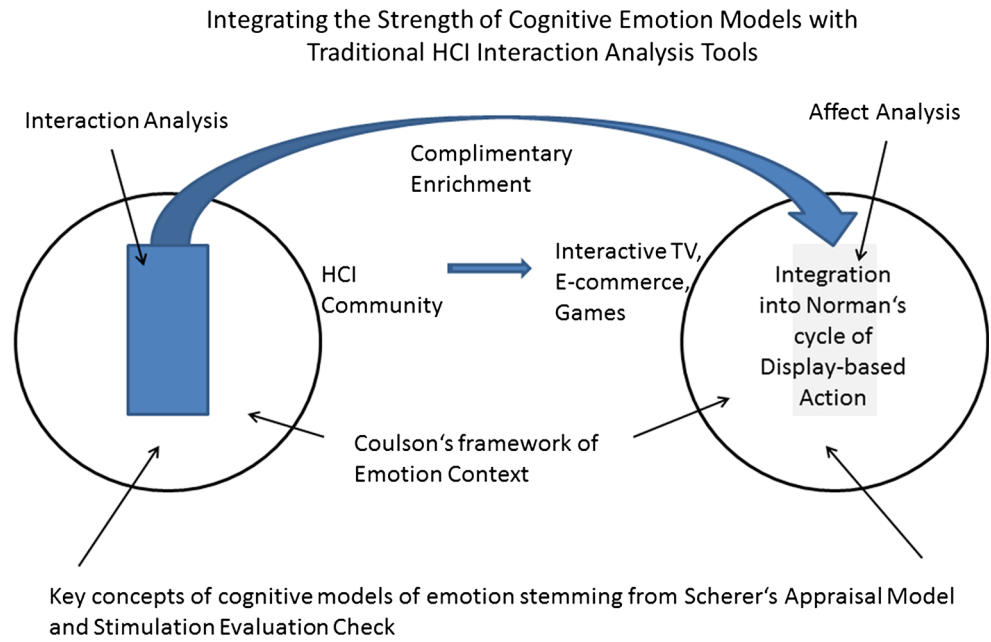 Integrating the Strength of Cognitive Emotion Models with
Traditional HCI Interaction Analysis Tools
Interaction Analysis
Affect Analysis
Complimentary
Enrichment
HCI
Community
Interactive TV,
E-commerce,
Games
Integration
into Norman‘s
cycle of
Display-based
Action
Coulson‘s framework of
Emotion Context
Key concepts of cognitive models of emotion stemming from Scherer‘s Appraisal Model
and Stimulation Evaluation Check